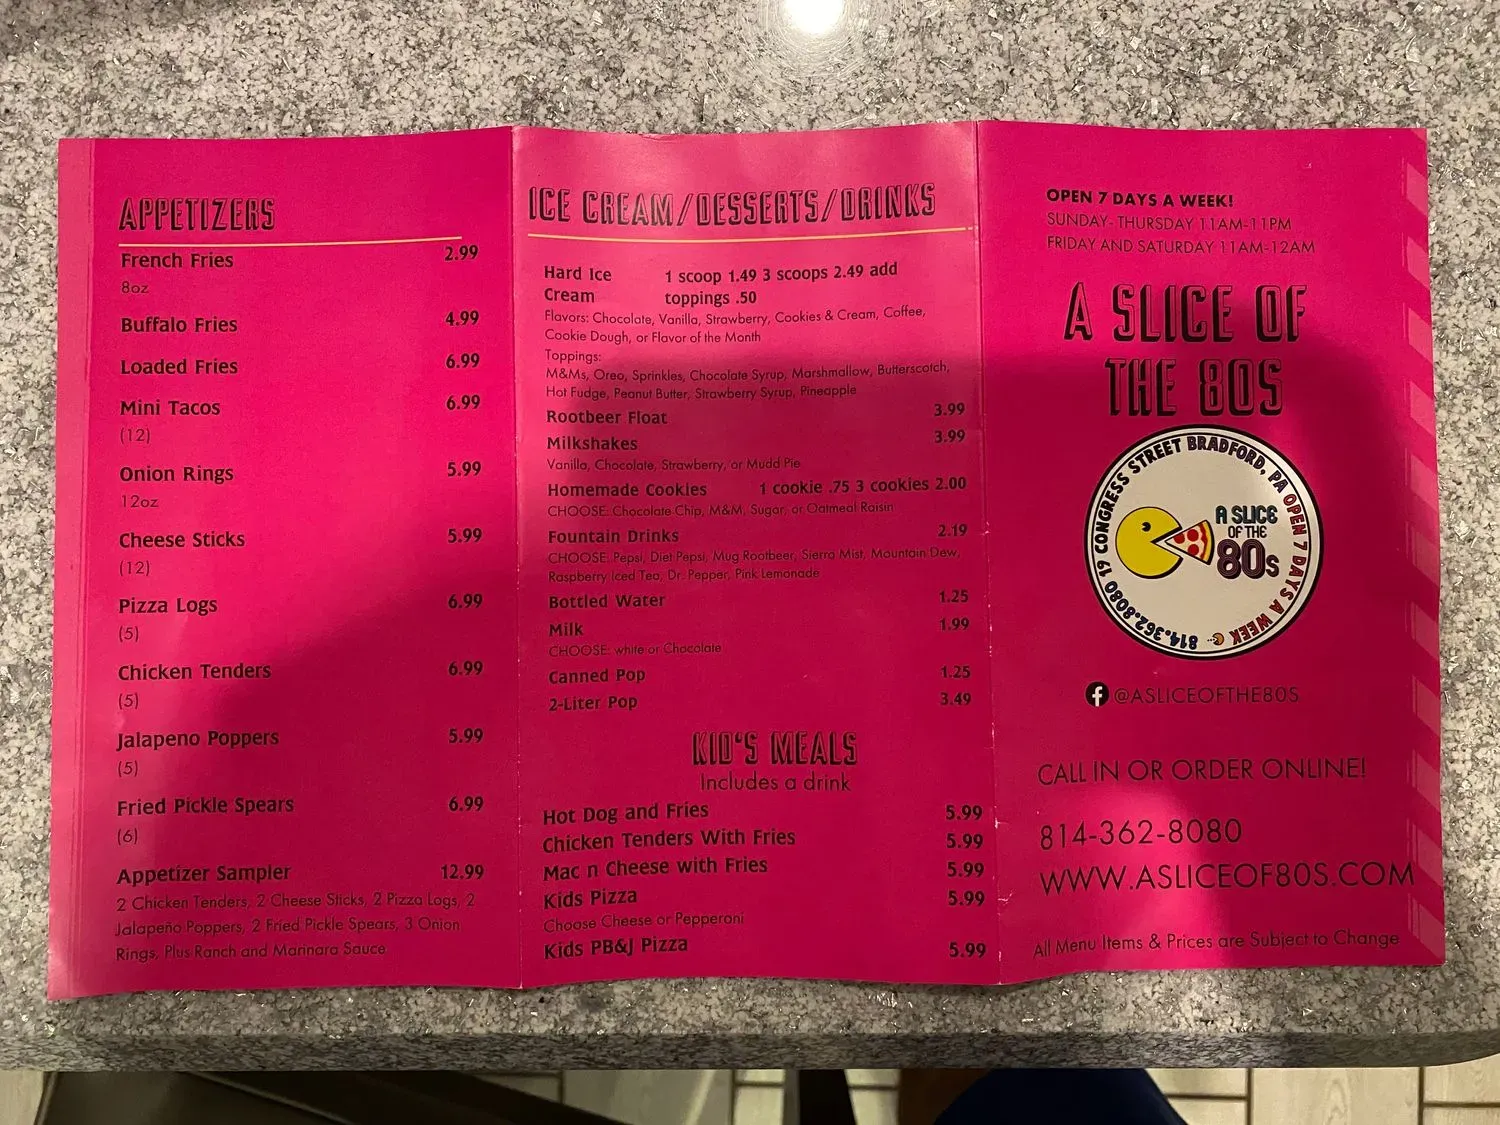 APPETIZERS
French Fries 2.99
8oz
Buffalo Fries 4.99
Loaded Fries 6.99
Mini Tacos 6.99
(12)
Onion Rings 5.99
12oz
Cheese Sticks 5.99
(12)
Pizza Logs 6.99
(5)
Chicken Tenders 6.99
(5)
Jalapeno Poppers 5.99
(5)
Fried Pickle Spears 6.99
(6)
Appetizer Sampler 12.99
2 Chicken Tenders, 2 Cheese Sticks, 2 Pizza Logs, 2
Jalapeño Poppers, 2 Fried Pickle Spears, 3 Onion
Rings, Plus Ranch and Marinara Sauce
ICE CREAM/DESSERTS/DRINKS
Hard Ice 1 scoop 1.49 3 scoops 2.49 add
Cream toppings .50
Flavors: Chocolate, Vanilla, Strawberry, Cookies & Cream, Coffee,
Cookie Dough, or Flavor of the Month
Toppings:
M&Ms, Oreo, Sprinkles, Chocolate Syrup, Marshmallow, Butterscotch,
Hot Fudge, Peanut Butter, Strawberry Syrup, Pineapple
Rootbeer Float 3.99
Milkshakes 3.99
Vanilla, Chocolate, Strawberry, or Mudd Pie
Homemade Cookies 1 cookie .75 3 cookies 2.00
CHOOSE: Chocolate Chip, M&M, Sugar, or Oatmeal Raisin
Fountain Drinks 2.19
CHOOSE: Pepsi, Diet Pepsi, Mug Rootbeer, Sierra Mist, Mountain Dew,
Raspberry Iced Tea, Dr. Pepper, Pink Lemonade
Bottled Water 1.25
Milk 1.99
CHOOSE: white or Chocolate
Canned Pop 1.25
2-Liter Pop 3.49
KID'S MEALS
Includes a drink
Hot Dog and Fries 5.99
Chicken Tenders With Fries 5.99
Mac n Cheese with Fries 5.99
Kids Pizza 5.99
Choose Cheese or Pepperoni
Kids PB&J Pizza 5.99
OPEN 7 DAYS A WEEK!
SUNDAY- THURSDAY 11AM-11PM
FRIDAY AND SATURDAY 11AM-12AM
A SLICE OF
THE 80S
19 CONGRESS STREET BRADFORD, PA OPEN 7 DAYS A WEEK 814.362.8080
A SLICE
OF THE
80s
@ASLICEOFTHE80S
CALL IN OR ORDER ONLINE!
814-362-8080
WWW.ASLICEOF80S.COM
All Menu Items & Prices are Subject to Change